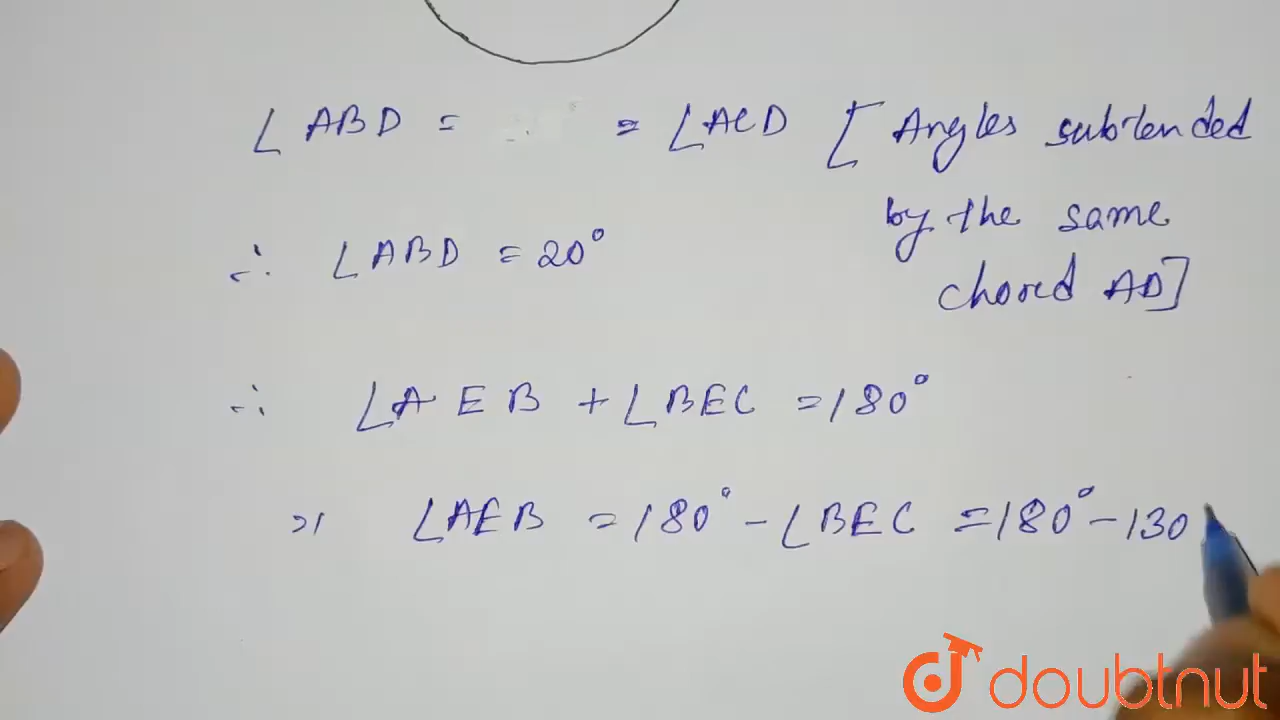 ∠ABD = = ∠ACD [Angles subtended
by the same
∴ ∠ABD = 20°
chored AD]
∴ ∠AEB + ∠BEC = 180°
∠AEB = 180° - ∠BEC = 180° - 130
doubtnut